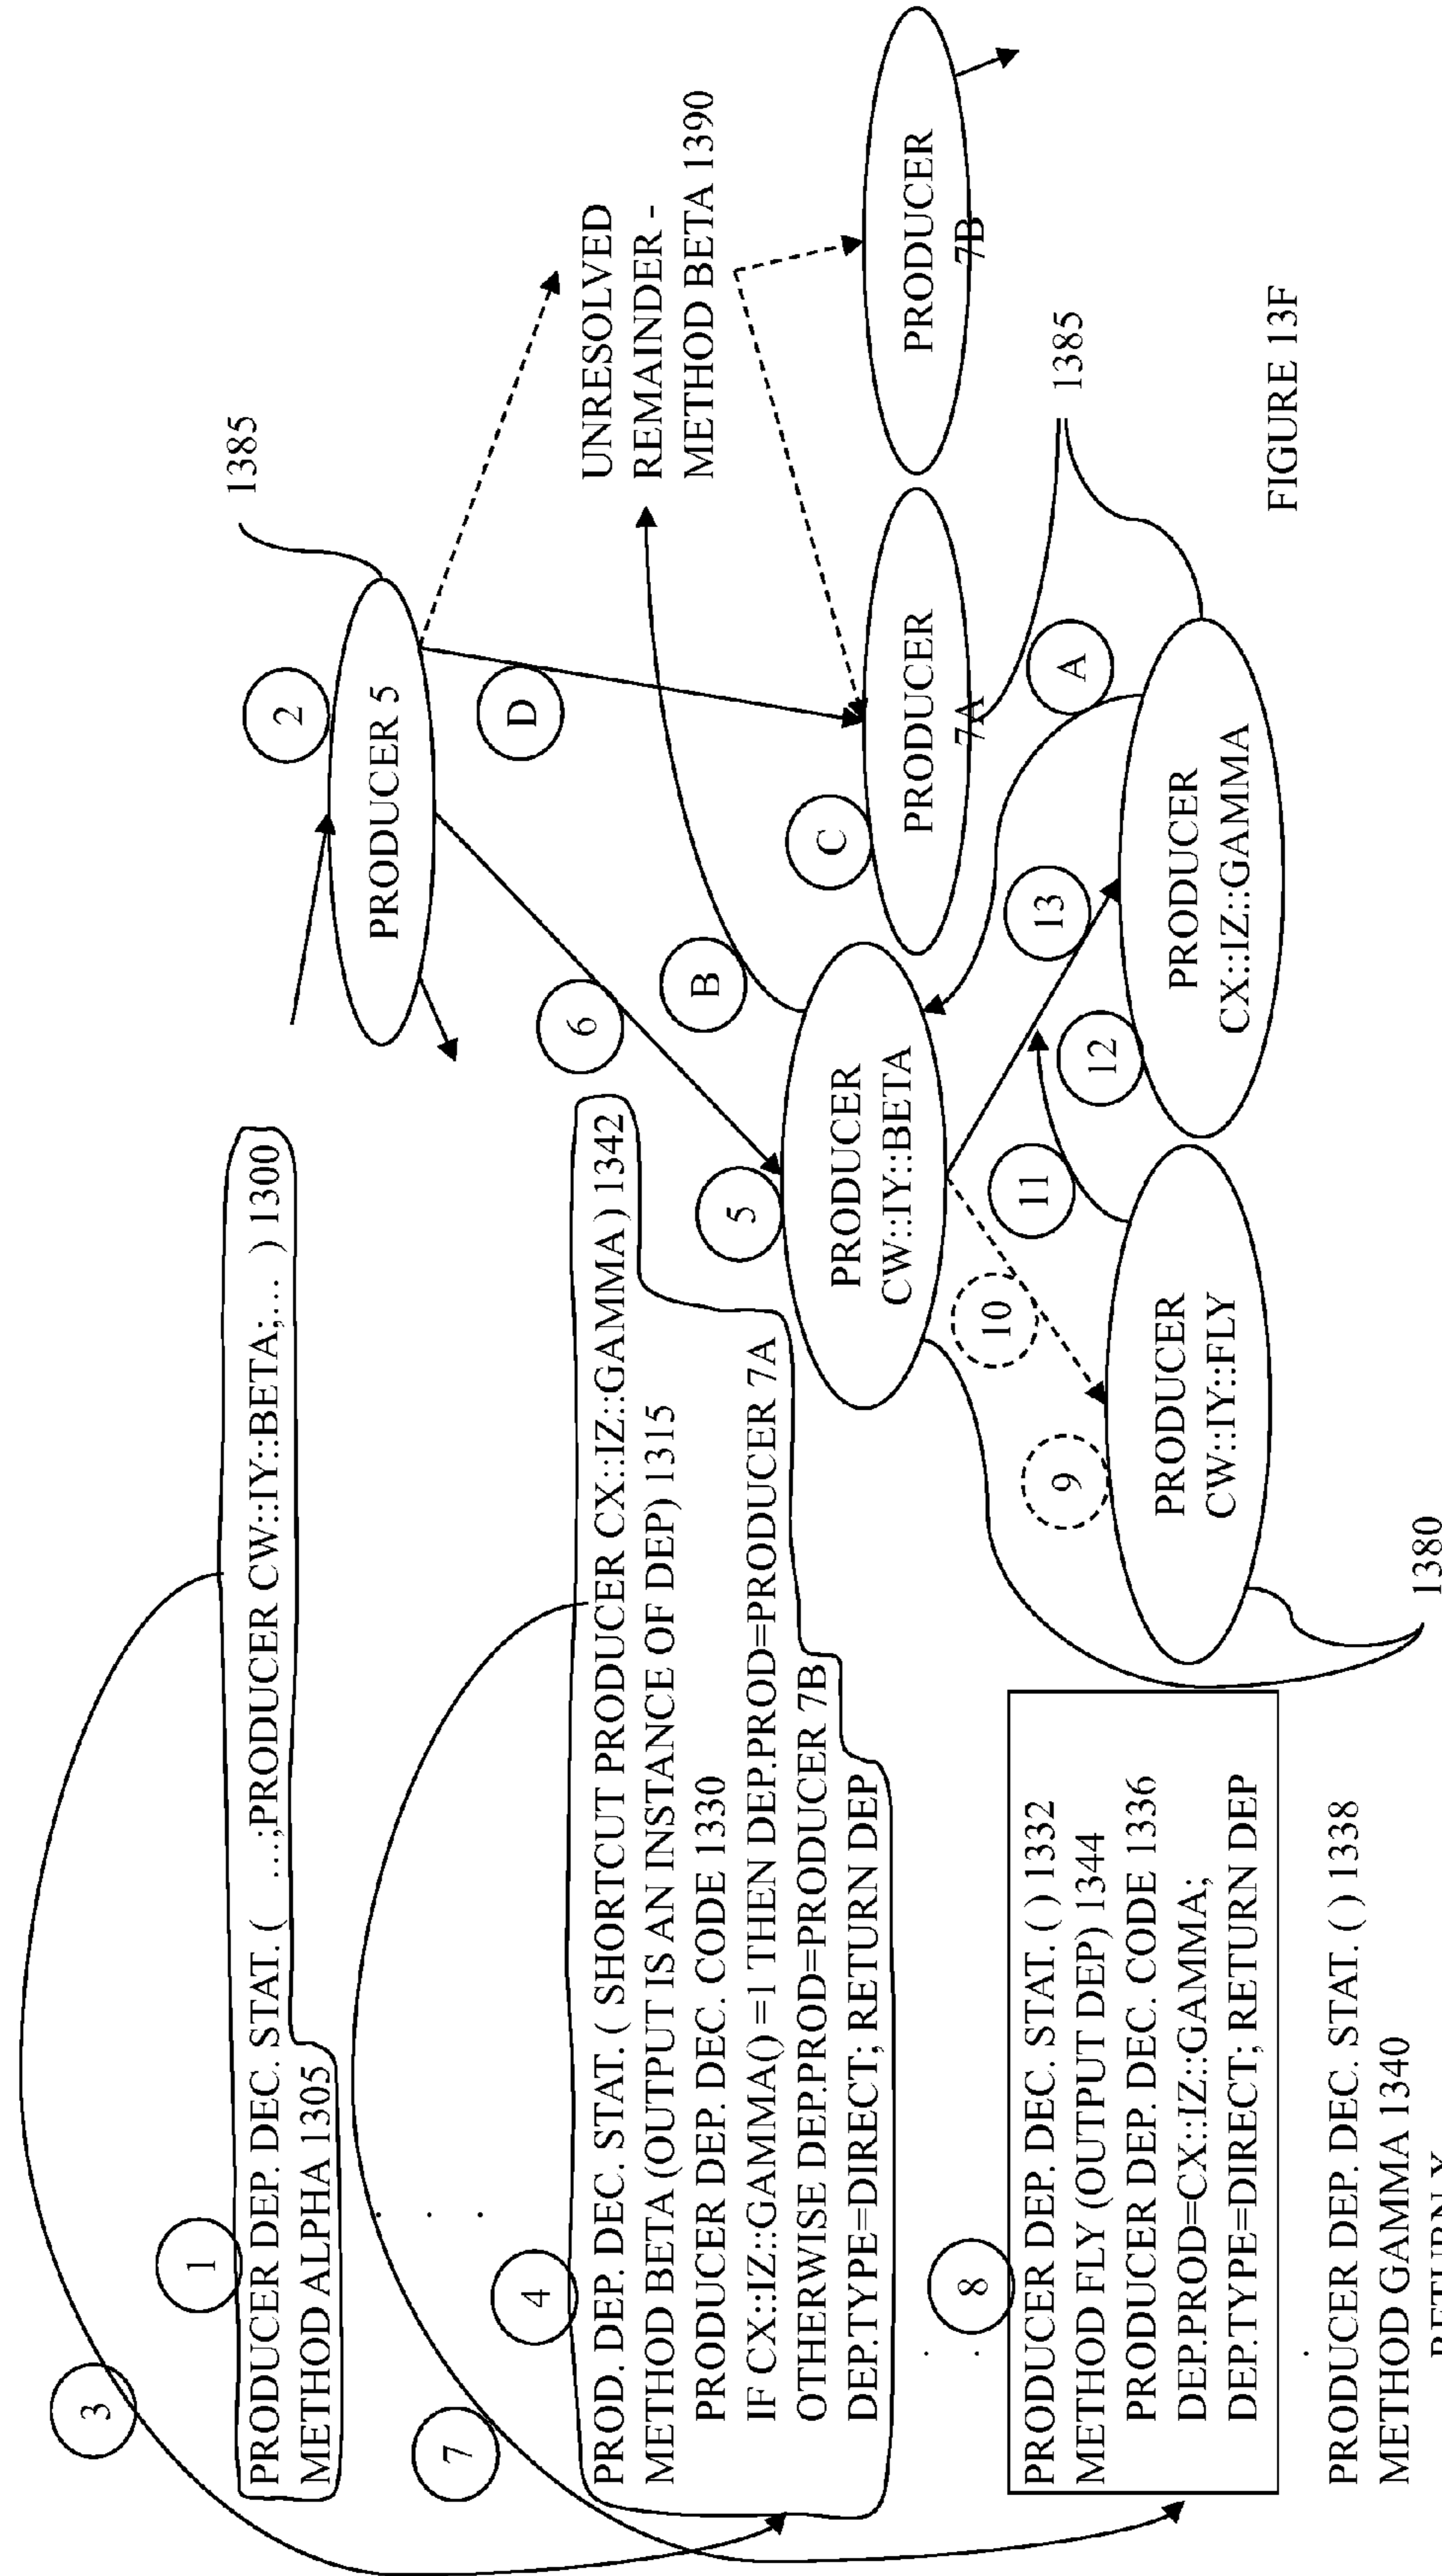 3
1
PRODUCER DEP. DEC. STAT. ( ...;PRODUCER CW::IY::BETA;... ) 1300
METHOD ALPHA 1305
7
4
PROD. DEP. DEC. STAT. ( SHORTCUT PRODUCER CX::IZ::GAMMA ) 1342
METHOD BETA (OUTPUT IS AN INSTANCE OF DEP) 1315
PRODUCER DEP. DEC. CODE 1330
IF CX::IZ::GAMMA() =1 THEN DEP.PROD=PRODUCER 7A
OTHERWISE DEP.PROD=PRODUCER 7B
DEP.TYPE=DIRECT; RETURN DEP
8
PRODUCER DEP. DEC. STAT. ( ) 1332
METHOD FLY (OUTPUT DEP) 1344
PRODUCER DEP. DEC. CODE 1336
DEP.PROD=CX::IZ::GAMMA;
DEP.TYPE=DIRECT; RETURN DEP
PRODUCER DEP. DEC. STAT. ( ) 1338
METHOD GAMMA 1340
RETURN X
1385
2
PRODUCER 5
D
6
UNRESOLVED
REMAINDER -
METHOD BETA 1390
B
5
C
PRODUCER
CW::IY::BETA
PRODUCER
7A
PRODUCER
7B
10
11
13
A
1385
9
12
PRODUCER
CW::IY::FLY
PRODUCER
CX::IZ::GAMMA
1380
FIGURE 13F